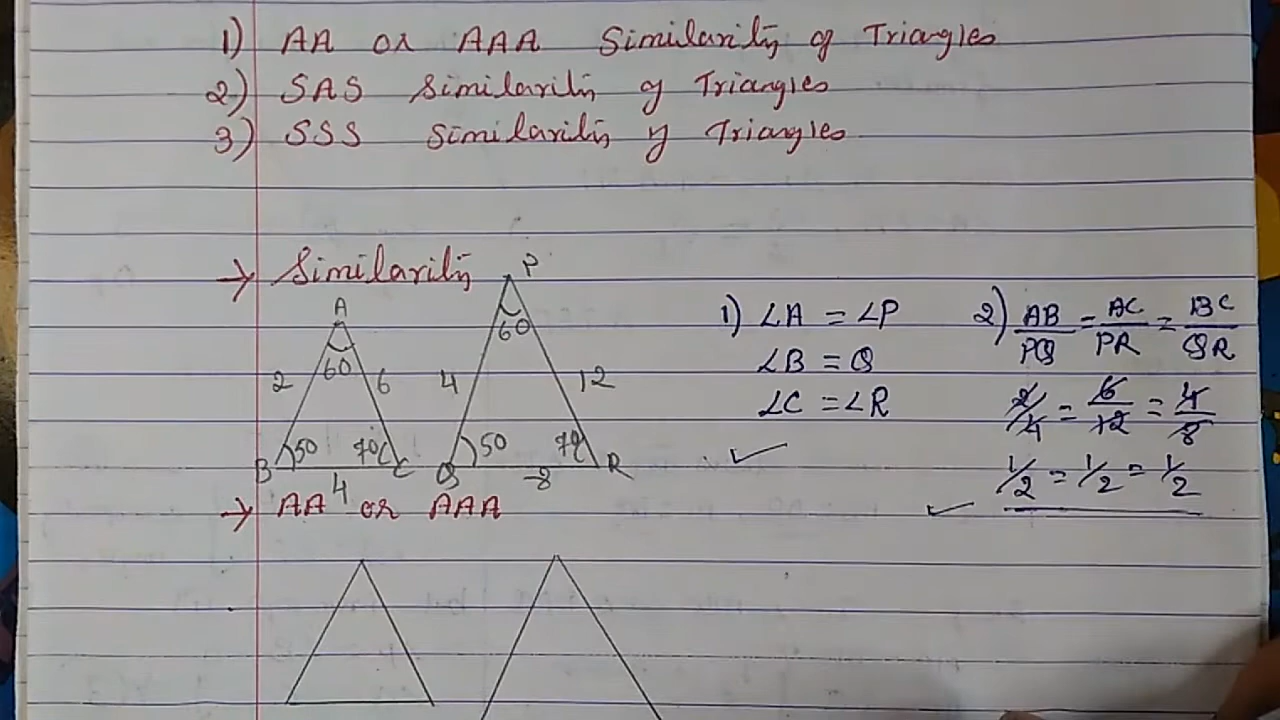 1) AA or AAA Similarity of Triangles
2) SAS Similarity of Triangles
3) SSS Similarity of Triangles
→ Similarity
A
60
2 6
B 50 70 C
4
P
60
4 12
Q 50 70 R
8
1) ∠A = ∠P
∠B = Q
∠C = ∠R
✓
2) AB/PQ = AC/PR = BC/QR
2/4 = 6/12 = 4/8
1/2 = 1/2 = 1/2
✓
→ AA or AAA